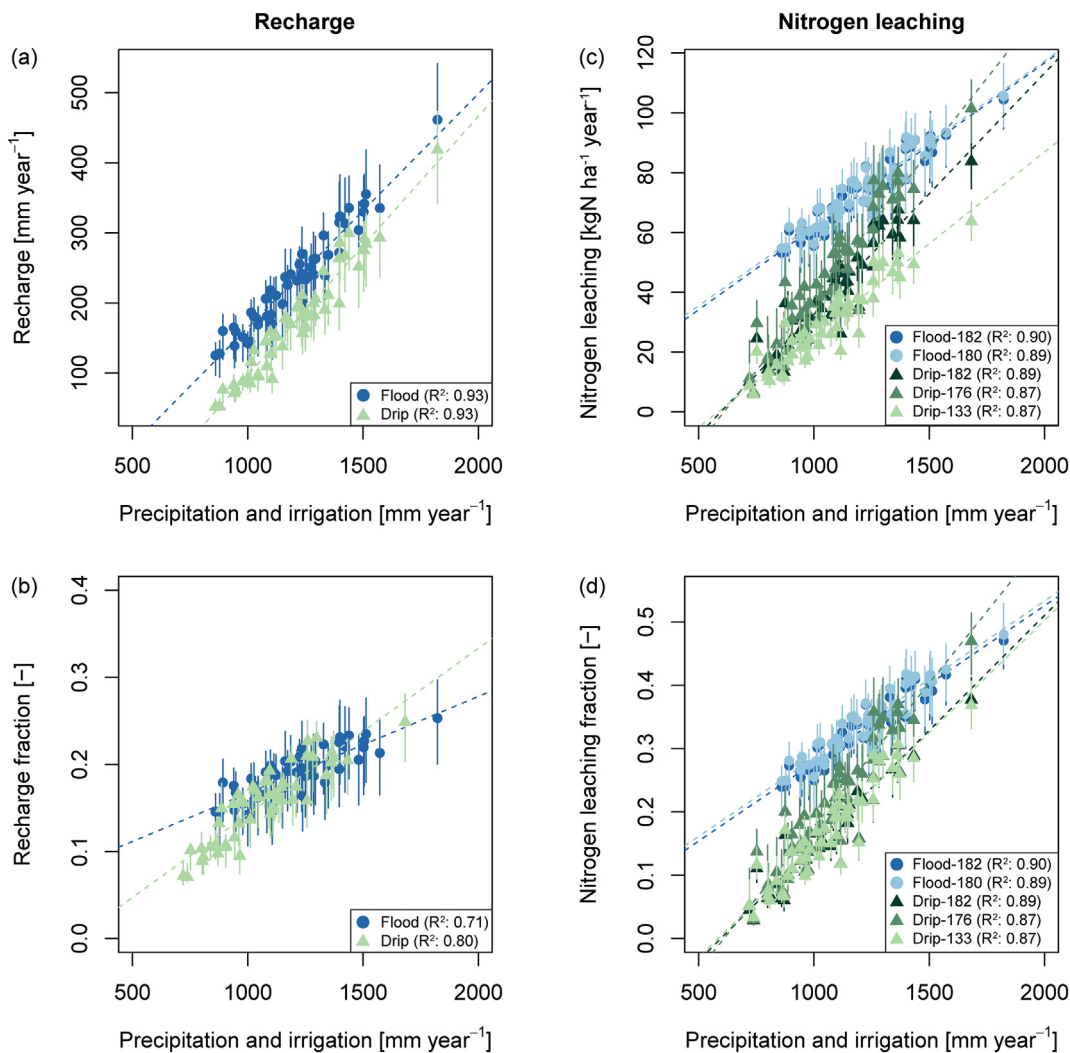 Recharge
(a)
500
400
300
200
100
Recharge [mm year⁻¹]
Flood (R²: 0.93)
Drip (R²: 0.93)
500 1000 1500 2000
Precipitation and irrigation [mm year⁻¹]
Nitrogen leaching
(c)
120
100
80
60
40
20
0
Nitrogen leaching [kgN ha⁻¹ year⁻¹]
Flood-182 (R²: 0.90)
Flood-180 (R²: 0.89)
Drip-182 (R²: 0.89)
Drip-176 (R²: 0.87)
Drip-133 (R²: 0.87)
500 1000 1500 2000
Precipitation and irrigation [mm year⁻¹]
(b)
0.4
0.3
0.2
0.1
0.0
Recharge fraction [−]
Flood (R²: 0.71)
Drip (R²: 0.80)
500 1000 1500 2000
Precipitation and irrigation [mm year⁻¹]
(d)
0.5
0.4
0.3
0.2
0.1
0.0
Nitrogen leaching fraction [−]
Flood-182 (R²: 0.90)
Flood-180 (R²: 0.89)
Drip-182 (R²: 0.89)
Drip-176 (R²: 0.87)
Drip-133 (R²: 0.87)
500 1000 1500 2000
Precipitation and irrigation [mm year⁻¹]